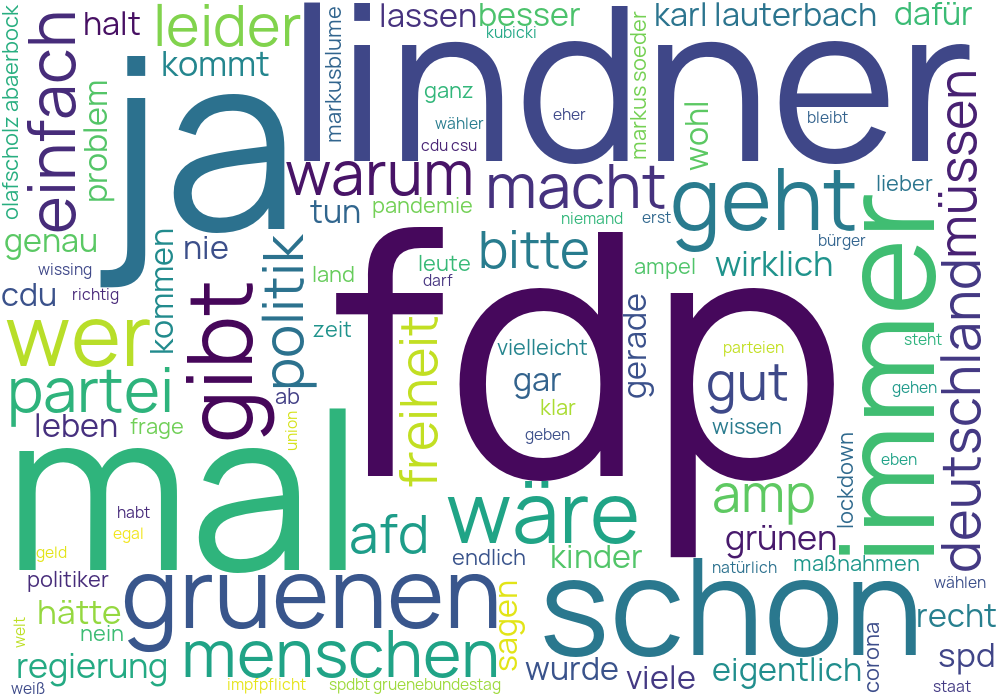 olafscholz abaerbock
einfach
halt
leider
kommt
problem
ja
lindner
markusblume
lassen
besser
kubicki
karl lauterbach
dafür
ganz
wähler
cdu csu
eher
markus soeder
wohl
bleibt
müssen
warum
macht
geht
lieber
tun
pandemie
niemand
erst
bürger
genau
nie
kommen
wissing
cdu
richtig
politik
land
leute
darf
bitte
ampel
wirklich
immer
fdp
zeit
wer
gibt
partei
freiheit
vielleicht
gerade
parteien
steht
gar
gut
gehen
ab
klar
leben
frage
union
geben
wissen
deutschland
mal
lockdown
eben
amp
habt
egal
afd
wäre
grünen
geld
endlich
kinder
natürlich
maßnahmen
politiker
gruenen
schon
wählen
hätte
nein
sagen
recht
welt
menschen
corona
regierung
wurde
viele
eigentlich
spd
weiß
impfpflicht
spdbt gruenebundestag
staat